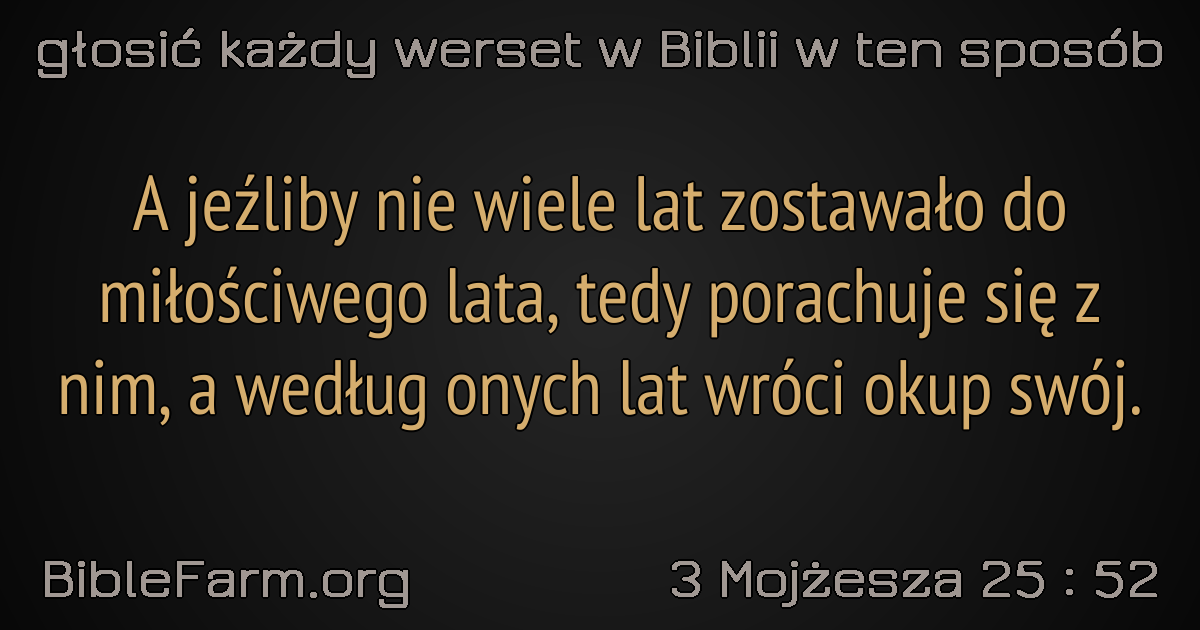 głosić każdy werset w Biblii w ten sposób
A jeźliby nie wiele lat zostawało do
miłościwego lata, tedy porachuje się z
nim, a według onych lat wróci okup swój.
BibleFarm.org
3 Mojżesza 25 : 52